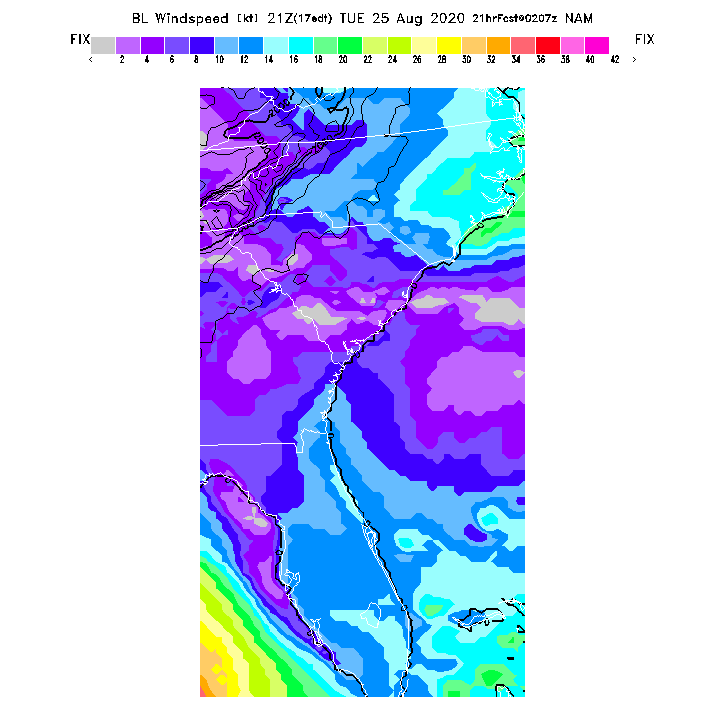 BL Windspeed [kt] 21Z(17edt) TUE 25 Aug 2020 21hrFcst@0207z NAM
FIX FIX
< 2 4 6 8 10 12 14 16 18 20 22 24 26 28 30 32 34 36 38 40 42 >